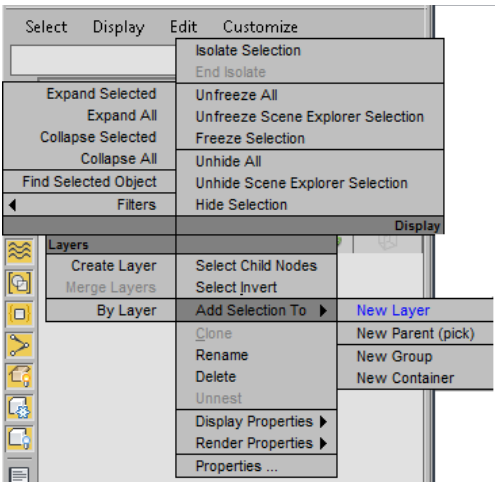 Select Display Edit Customize
Isolate Selection
End Isolate
Expand Selected
Expand All
Collapse Selected
Collapse All
Find Selected Object
Filters
Unfreeze All
Unfreeze Scene Explorer Selection
Freeze Selection
Unhide All
Unhide Scene Explorer Selection
Hide Selection
Display
Layers
Create Layer
Merge Layers
By Layer
Select Child Nodes
Select Invert
Add Selection To
Clone
Rename
Delete
Unnest
Display Properties
Render Properties
Properties ...
New Layer
New Parent (pick)
New Group
New Container